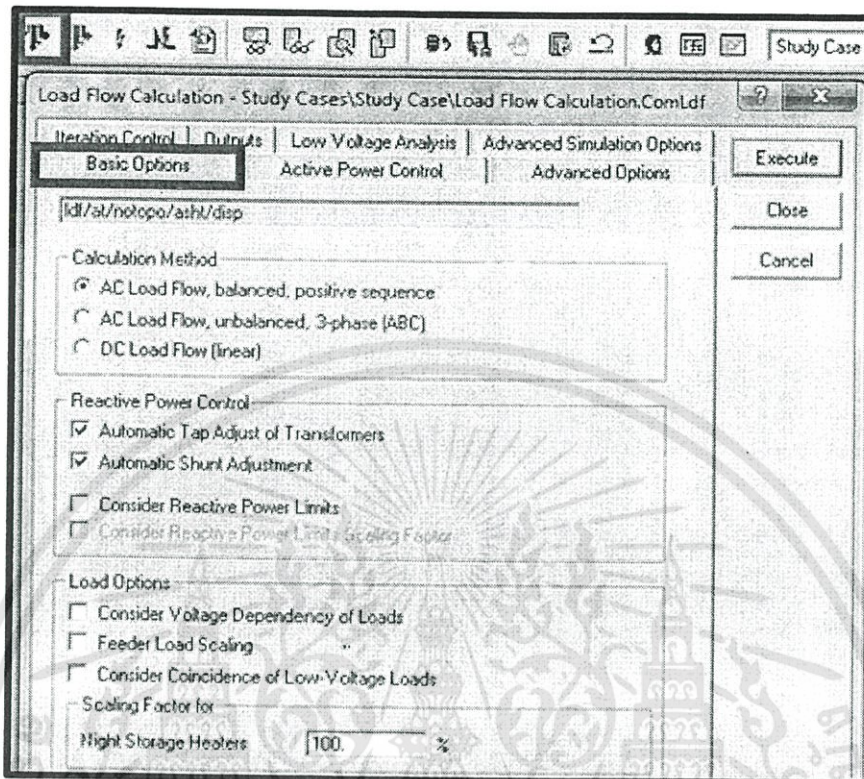 Study Case
Load Flow Calculation - Study Cases\Study Case\Load Flow Calculation.ComLdf
Iteration Control | Outputs | Low Voltage Analysis | Advanced Simulation Options
Basic Options | Active Power Control | Advanced Options
Execute
ldf/at/notopo/asht/disp
Close
Calculation Method
Cancel
AC Load Flow, balanced, positive sequence
AC Load Flow, unbalanced, 3-phase (ABC)
DC Load Flow (linear)
Reactive Power Control
Automatic Tap Adjust of Transformers
Automatic Shunt Adjustment
Consider Reactive Power Limits
Consider Reactive Power Limits Scaling Factor
Load Options
Consider Voltage Dependency of Loads
Feeder Load Scaling
Consider Coincidence of Low-Voltage Loads
Scaling Factor for
Night Storage Heaters 100. %